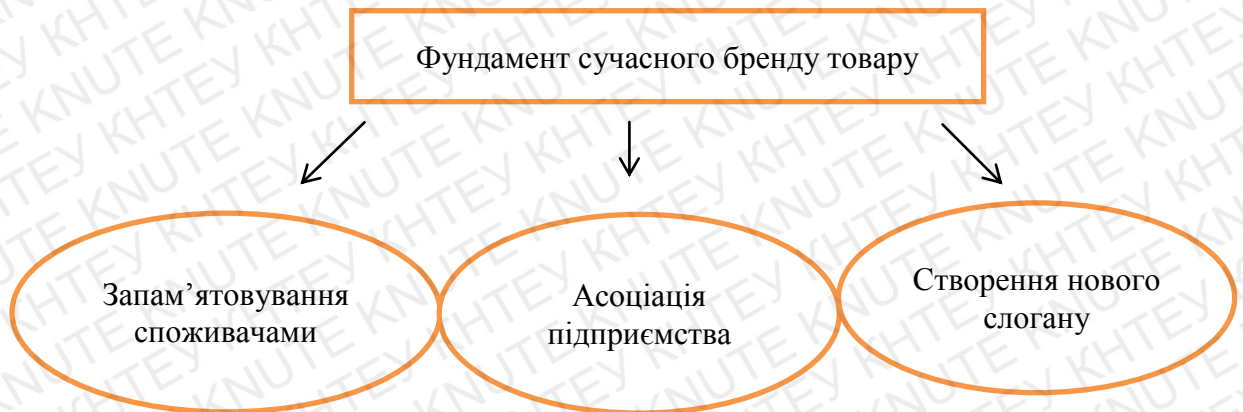 Фундамент сучасного бренду товару
Запам’ятовування
споживачами
Асоціація
підприємства
Створення нового
слогану